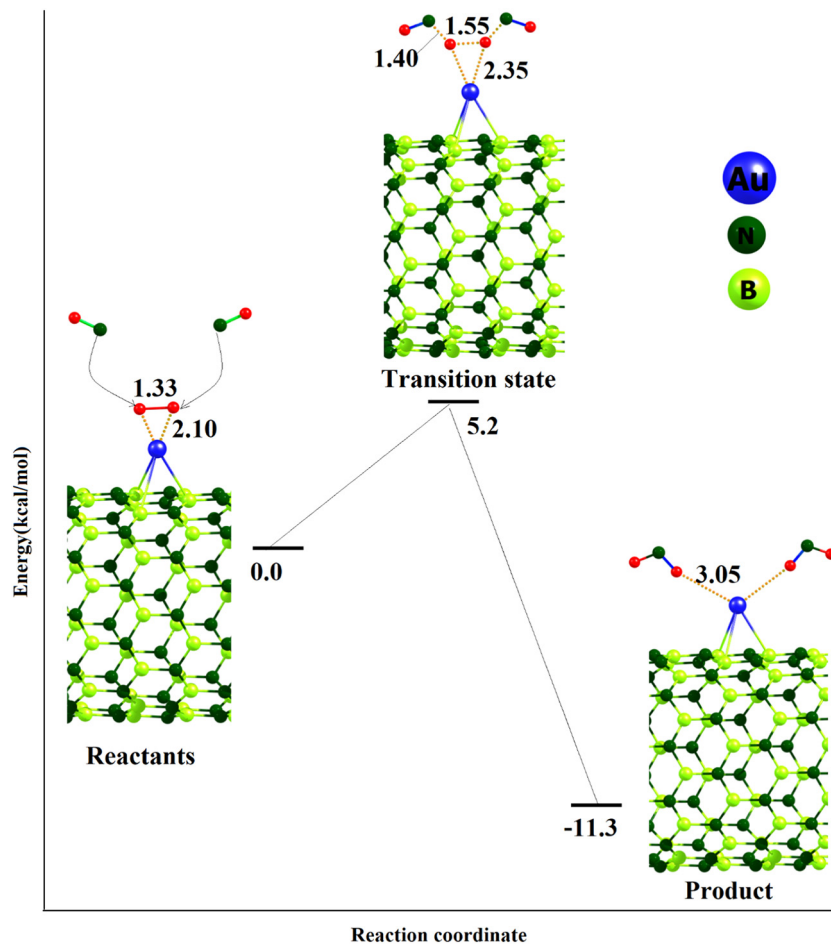 1.55
1.40
2.35
Au
N
B
Transition state
5.2
1.33
2.10
0.0
Reactants
3.05
-11.3
Product
Energy(kcal/mol)
Reaction coordinate